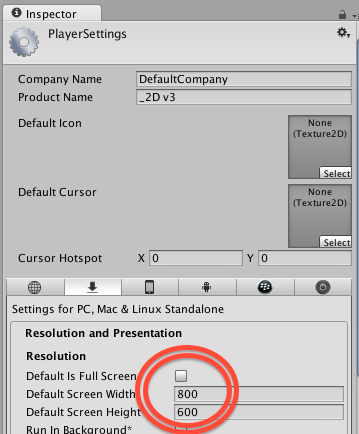 Inspector
PlayerSettings
Company Name DefaultCompany
Product Name _2D v3
Default Icon
None
(Texture2D)
Select
Default Cursor
None
(Texture2D)
Select
Cursor Hotspot X 0 Y 0
Settings for PC, Mac & Linux Standalone
Resolution and Presentation
Resolution
Default Is Full Screen
Default Screen Width 800
Default Screen Height 600
Run In Background*